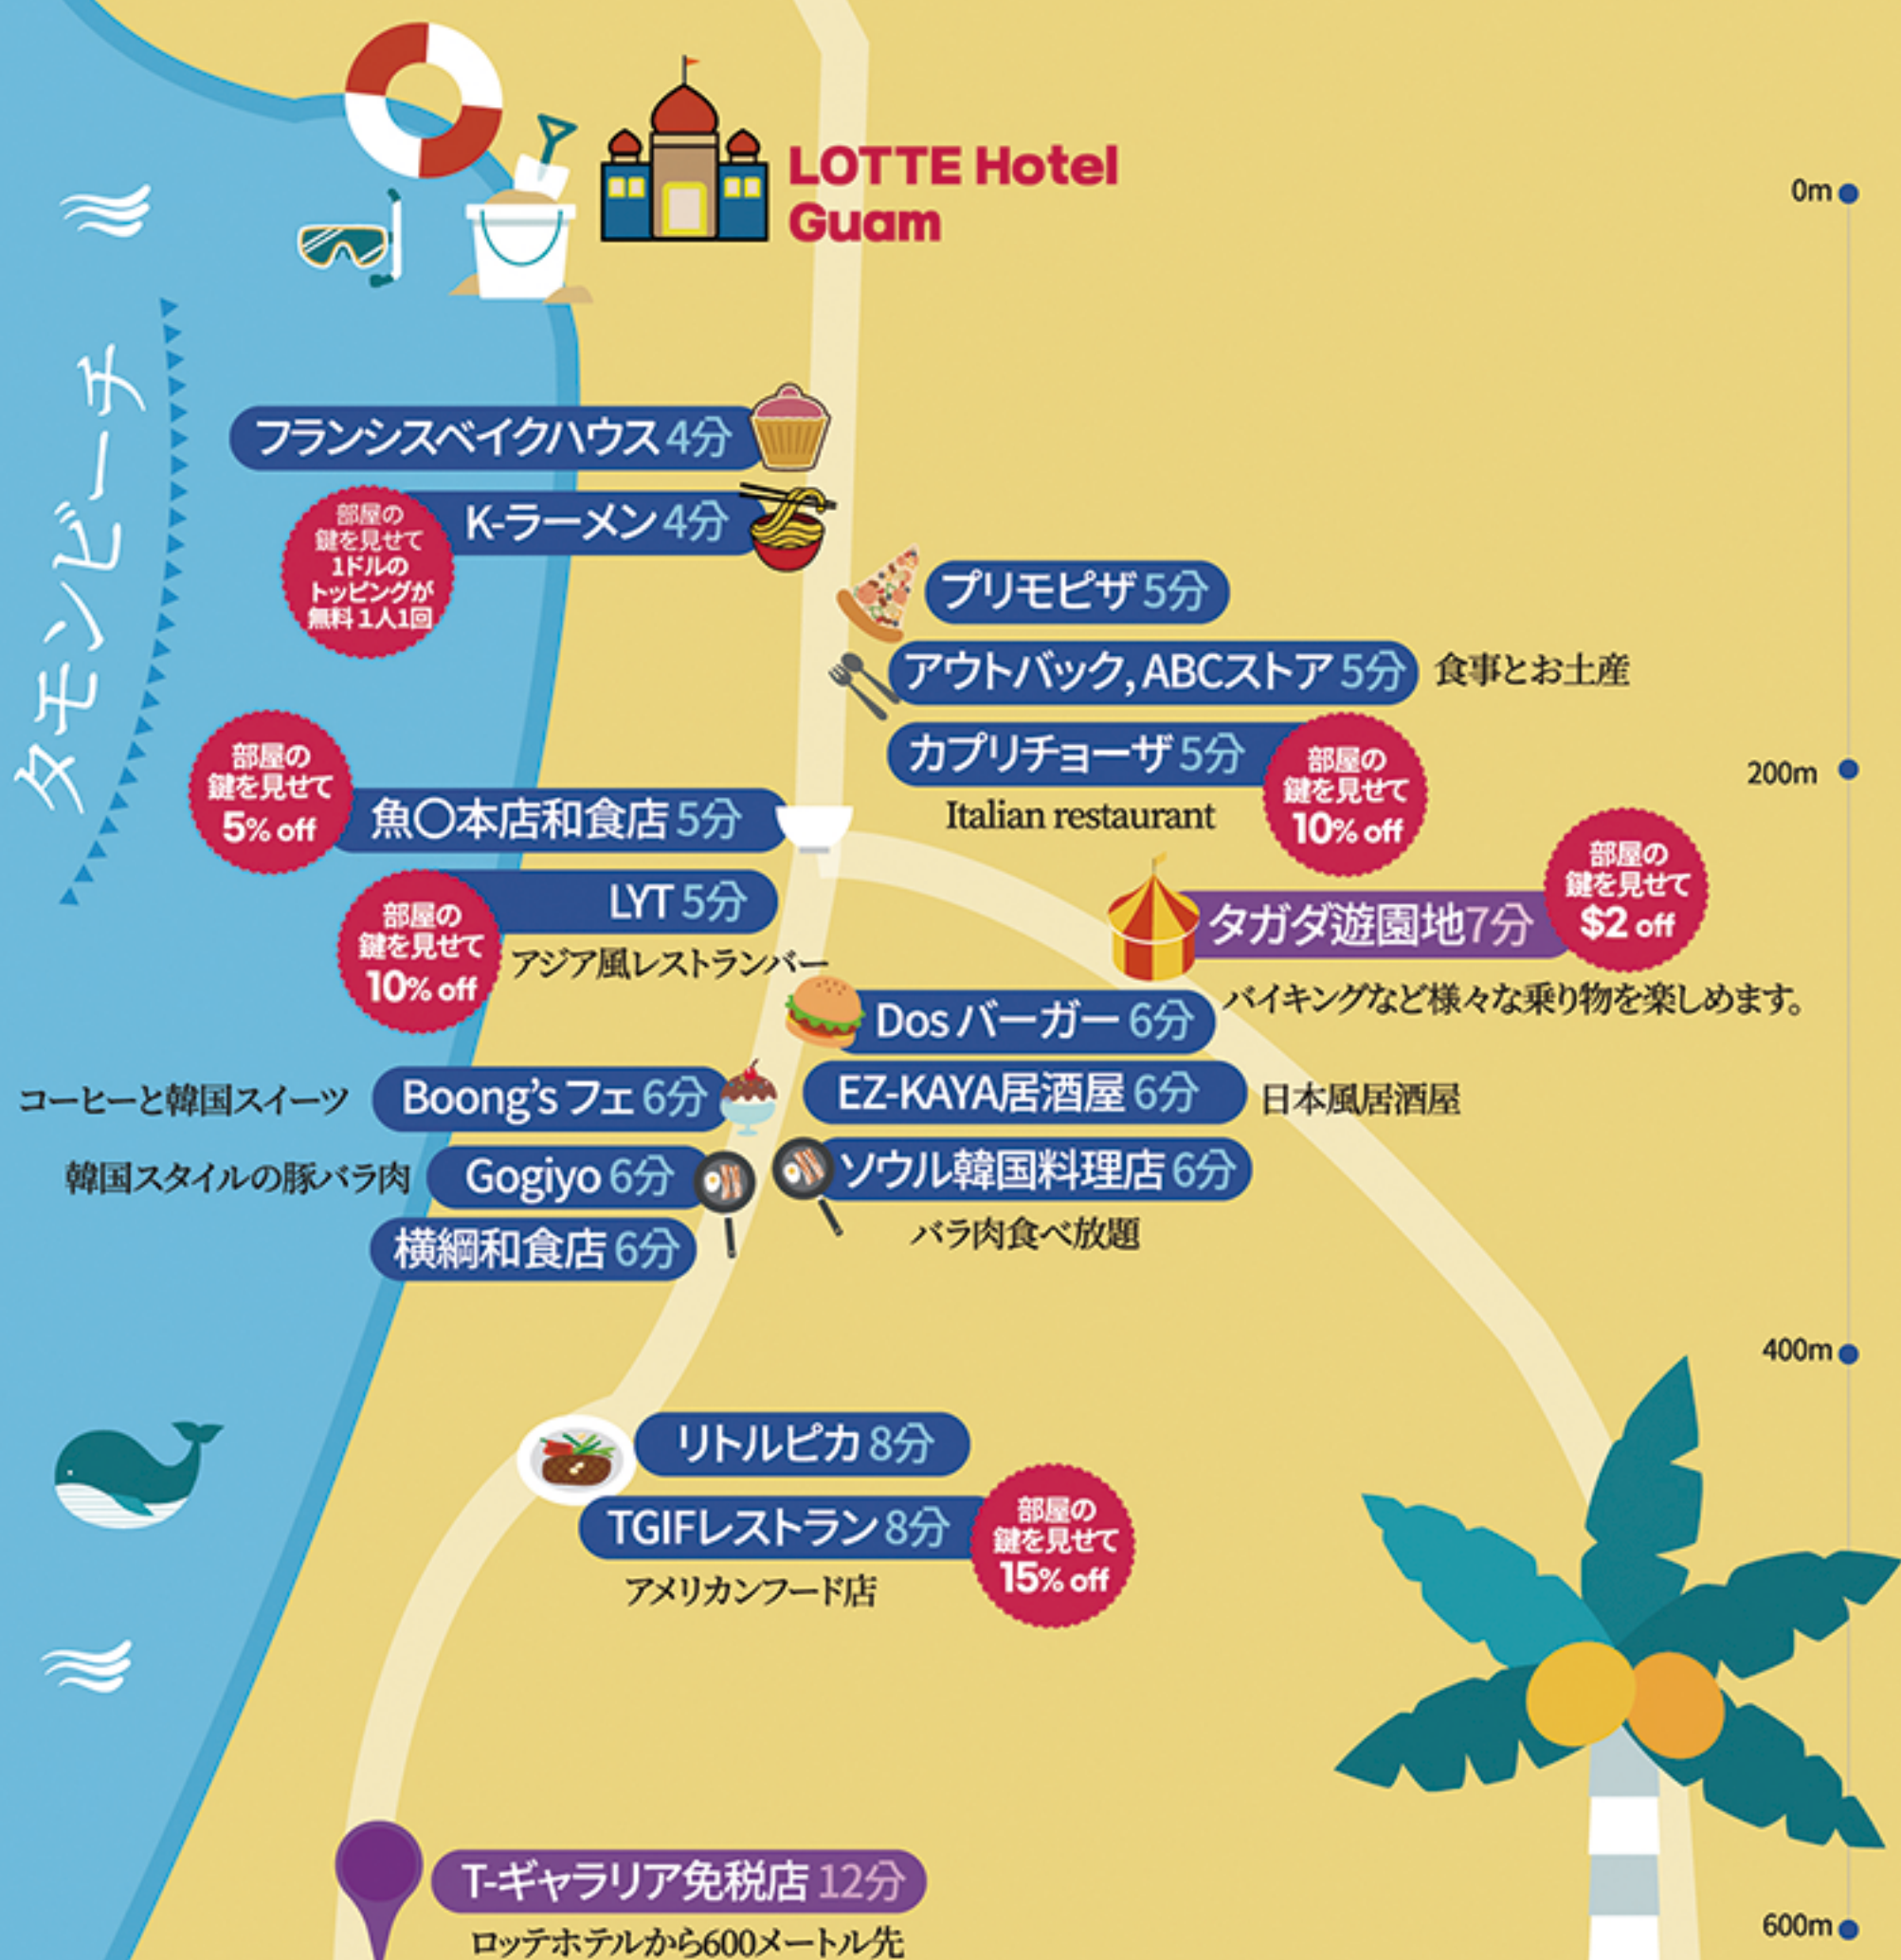 LOTTE Hotel
Guam
0m
タモンビーチ
フランシスベイクハウス 4分
K-ラーメン 4分
部屋の
鍵を見せて
1ドルの
トッピングが
無料 1人1回
プリモピザ 5分
アウトバック, ABCストア 5分
食事とお土産
カプリチョーザ 5分
部屋の
鍵を見せて
10% off
Italian restaurant
200m
部屋の
鍵を見せて
5% off
魚〇本店和食店 5分
LYT 5分
部屋の
鍵を見せて
10% off
アジア風レストランバー
タガダ遊園地7分
部屋の
鍵を見せて
$2 off
バイキングなど様々な乗り物を楽しめます。
Dos バーガー 6分
コーヒーと韓国スイーツ
Boong's フェ 6分
EZ-KAYA居酒屋 6分
日本風居酒屋
韓国スタイルの豚バラ肉
Gogiyo 6分
ソウル韓国料理店 6分
バラ肉食べ放題
横綱和食店 6分
400m
リトルピカ 8分
TGIFレストラン 8分
部屋の
鍵を見せて
15% off
アメリカンフード店
T-ギャラリア免税店 12分
ロッテホテルから600メートル先
600m